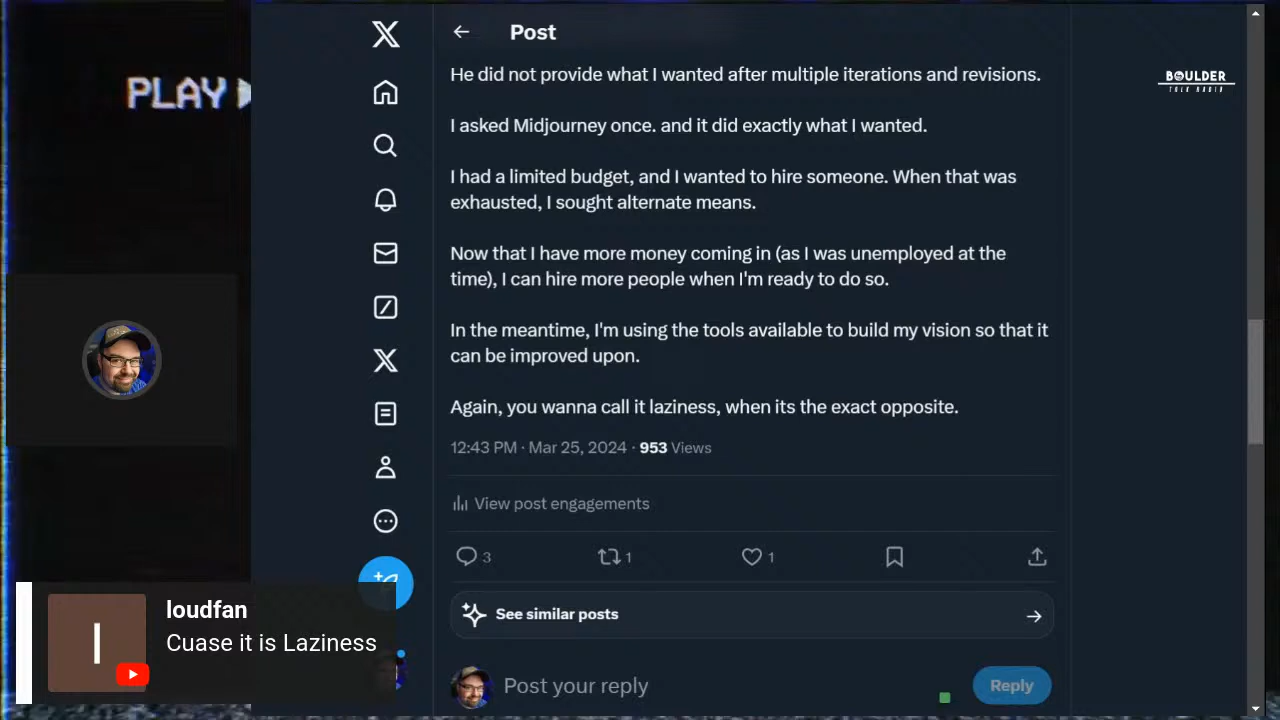 PLAY
Post
He did not provide what I wanted after multiple iterations and revisions.
I asked Midjourney once. and it did exactly what I wanted.
I had a limited budget, and I wanted to hire someone. When that was
exhausted, I sought alternate means.
Now that I have more money coming in (as I was unemployed at the
time), I can hire more people when I'm ready to do so.
In the meantime, I'm using the tools available to build my vision so that it
can be improved upon.
Again, you wanna call it laziness, when its the exact opposite.
12:43 PM · Mar 25, 2024 · 953 Views
View post engagements
3
1
1
See similar posts
Post your reply
Reply
BOULDER
TALK RADIO
l
loudfan
Cuase it is Laziness